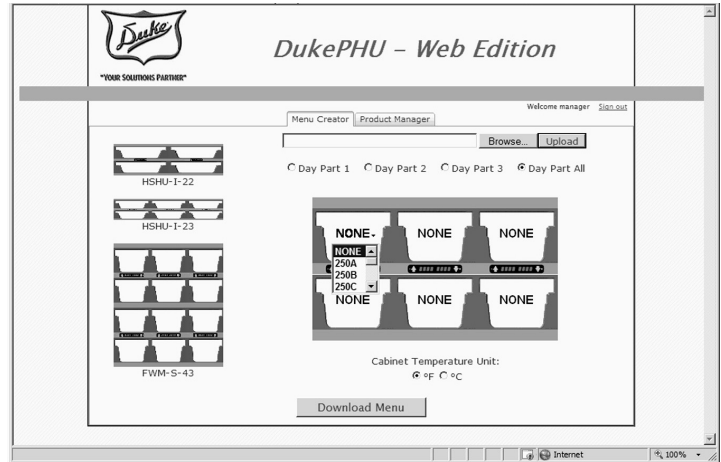 Duke
"YOUR SOLUTIONS PARTNER"
DukePHU – Web Edition
Welcome manager Sign out
Menu Creator Product Manager
Browse... Upload
Day Part 1 Day Part 2 Day Part 3 Day Part All
HSHU-I-22
HSHU-I-23
FWM-S-43
NONE NONE NONE
NONE
250A
250B
250C
NONE NONE NONE
Cabinet Temperature Unit:
°F °C
Download Menu
Internet 100%